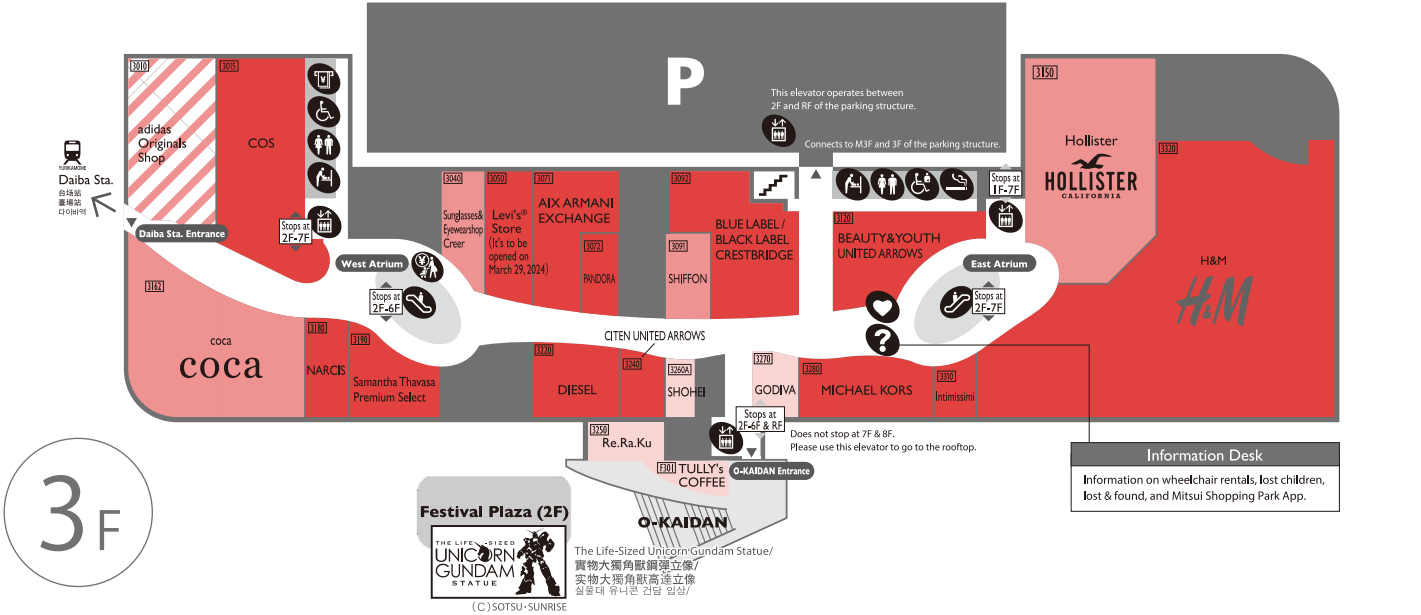 P
This elevator operates between
2F and RF of the parking structure.
Connects to M3F and 3F of the parking structure.
3010
adidas
Originals
Shop
3015
COS
YURIKAMOME
Daiba Sta.
台场站
臺場站
다이바역
Daiba Sta. Entrance
Stops at
2F-7F
West Atrium
Stops at
2F-6F
3040
Sunglasses&
Eyewearshop
Creer
3050
Levi's®
Store
(It's to be
opened on
March 29, 2024)
3071
A|X ARMANI
EXCHANGE
3072
PANDORA
3092
BLUE LABEL /
BLACK LABEL
CRESTBRIDGE
3091
SHIFFON
3120
BEAUTY&YOUTH
UNITED ARROWS
Stops at
1F-7F
East Atrium
Stops at
2F-7F
3150
Hollister
HOLLISTER
CALIFORNIA
3320
H&M
H&M
3162
coca
coca
3180
NARCIS
3190
Samantha Thavasa
Premium Select
CITEN UNITED ARROWS
3220
DIESEL
3240
3260A
SHOHEI
3270
GODIVA
3280
MICHAEL KORS
3310
Intimissimi
Stops at
2F-6F & RF
Does not stop at 7F & 8F.
Please use this elevator to go to the rooftop.
3250
Re.Ra.Ku
F301
TULLY's
COFFEE
O-KAIDAN Entrance
O-KAIDAN
Information Desk
Information on wheelchair rentals, lost children,
lost & found, and Mitsui Shopping Park App.
3F
Festival Plaza (2F)
THE LIFE-SIZED
UNICORN
GUNDAM
STATUE
The Life-Sized Unicorn Gundam Statue/
實物大獨角獸鋼彈立像/
实物大獨角獸高達立像
실물대 유니콘 건담 입상/
(C)SOTSU・SUNRISE